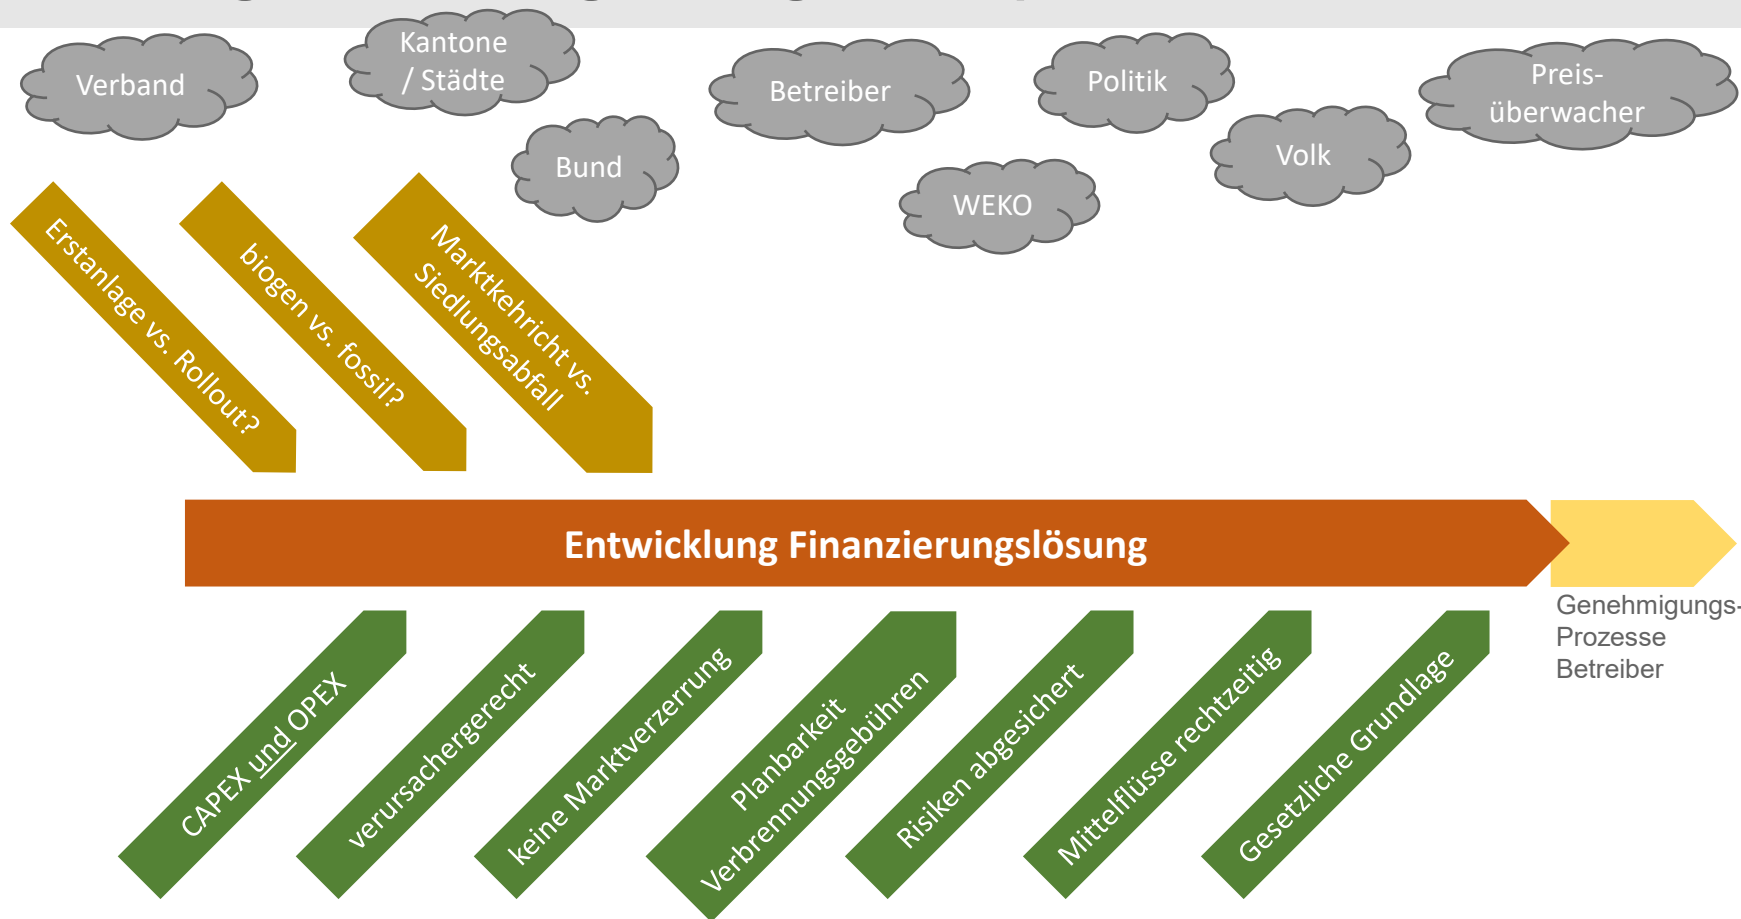 Verband
Kantone
/ Städte
Bund
Betreiber
WEKO
Politik
Volk
Preis-
überwacher
Erstanlage vs. Rollout?
biogen vs. fossil?
Marktkehricht vs.
Siedlungsabfall
Entwicklung Finanzierungslösung
Genehmigungs-
Prozesse
Betreiber
CAPEX und OPEX
verursachergerecht
keine Marktverzerrung
Planbarkeit
Verbrennungsgebühren
Risiken abgesichert
Mittelflüsse rechtzeitig
Gesetzliche Grundlage